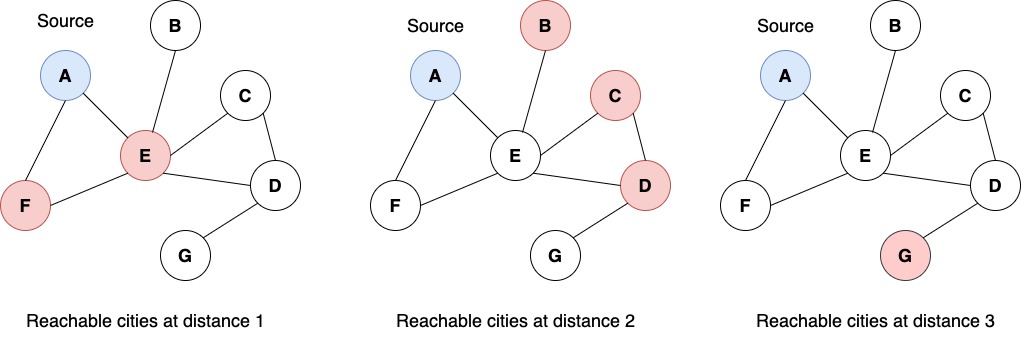 Source
A
B
C
E
D
F
G
Reachable cities at distance 1
Source
A
B
C
E
D
F
G
Reachable cities at distance 2
Source
A
B
C
E
D
F
G
Reachable cities at distance 3